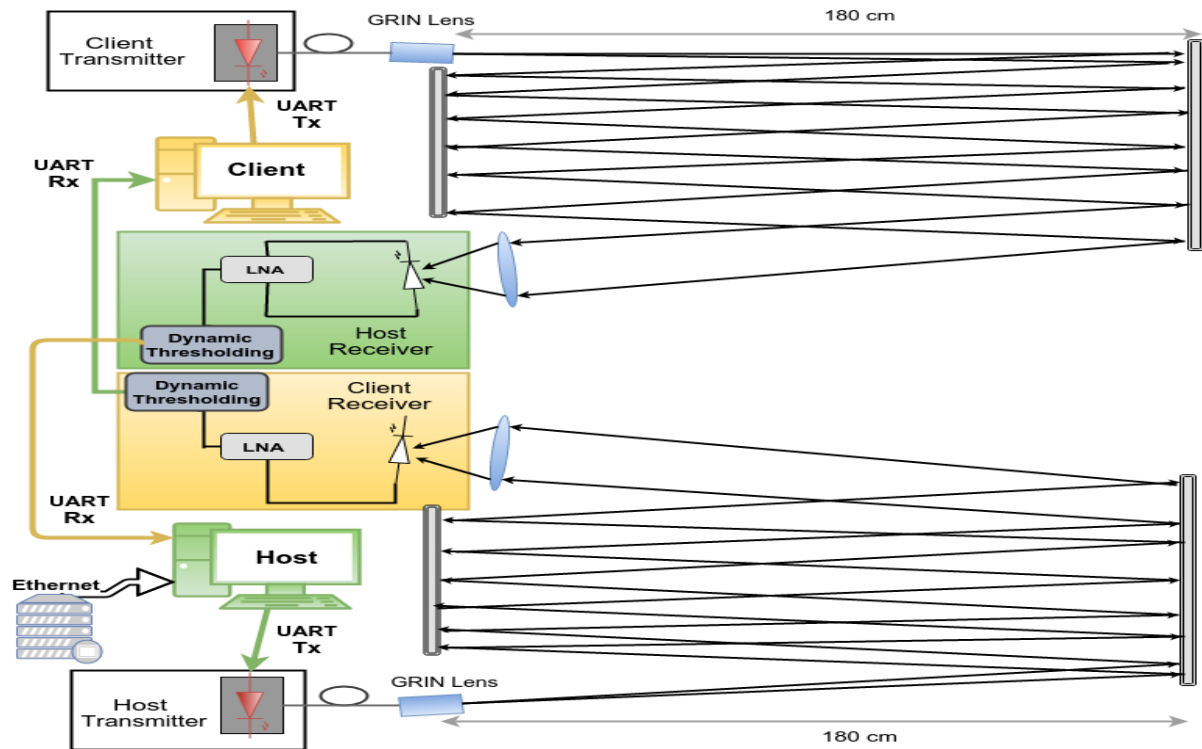 180 cm
GRIN Lens
Client
Transmitter
UART
Tx
UART
Rx
Client
LNA
Dynamic
Thresholding
Host
Receiver
Dynamic
Thresholding
Client
Receiver
LNA
UART
Rx
Host
Ethernet
UART
Tx
GRIN Lens
Host
Transmitter
180 cm